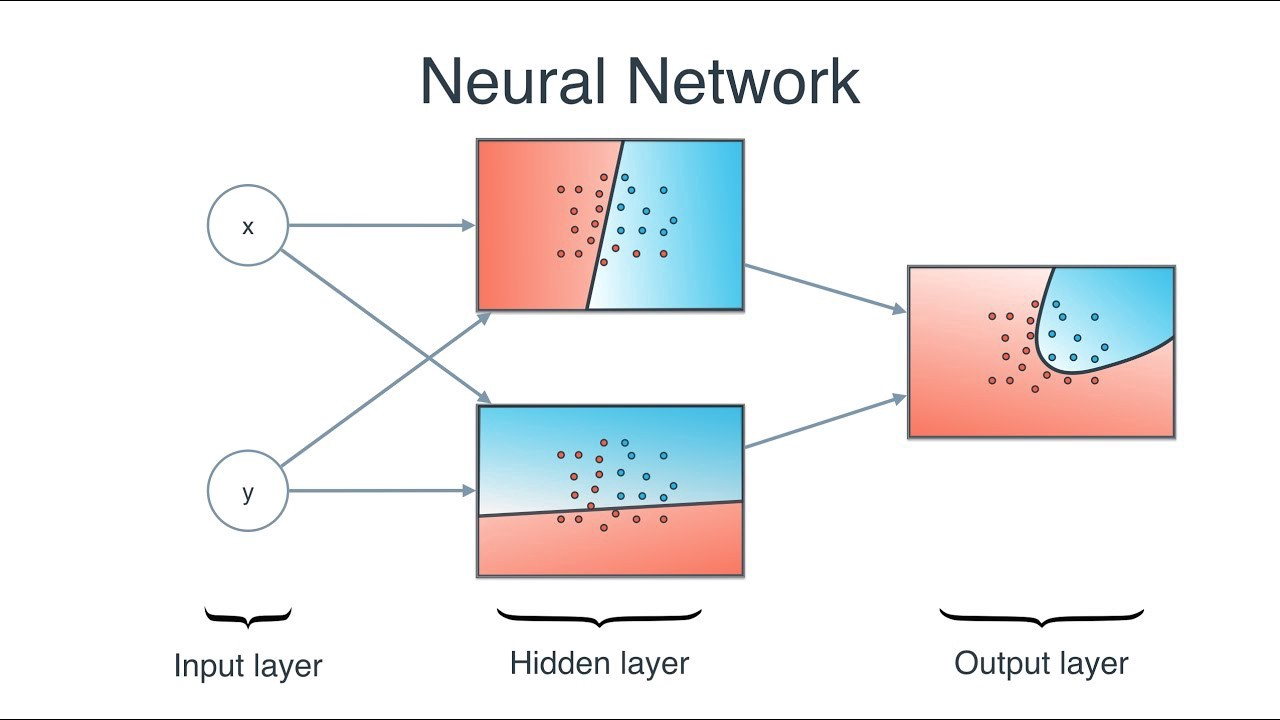 Neural Network
x
y
Input layer
Hidden layer
Output layer